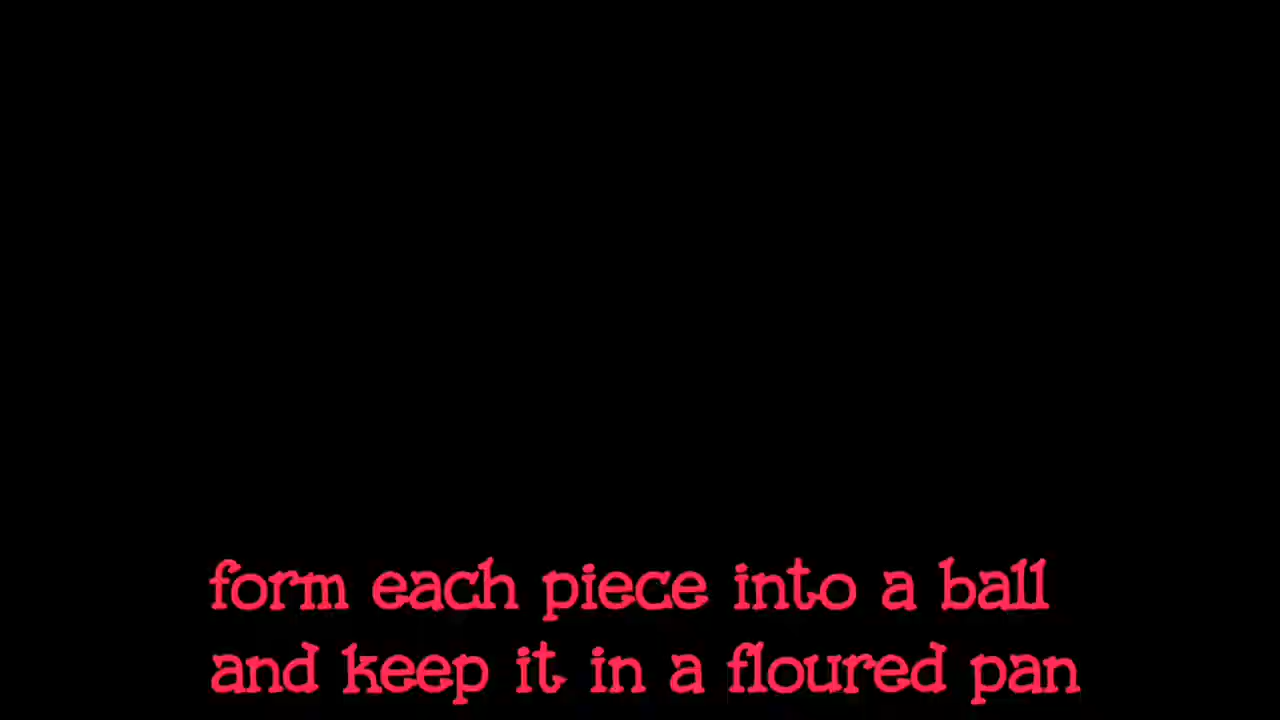 form each piece into a ball
and keep it in a floured pan